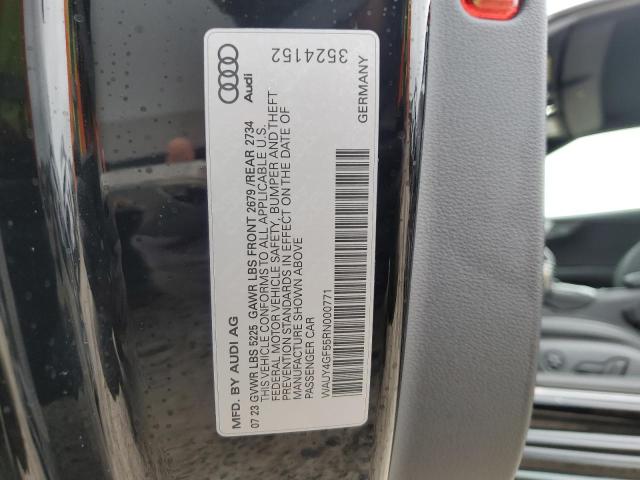 Audi
3524152
MFD. BY AUDI AG
07 23 GVWR LBS 5225 GAWR LBS FRONT 2679 /REAR 2734
THIS VEHICLE CONFORMS TO ALL APPLICABLE U.S.
FEDERAL MOTOR VEHICLE SAFETY, BUMPER AND THEFT
PREVENTION STANDARDS IN EFFECT ON THE DATE OF
MANUFACTURE SHOWN ABOVE
PASSENGER CAR
WAUY4GF55RN000771
GERMANY